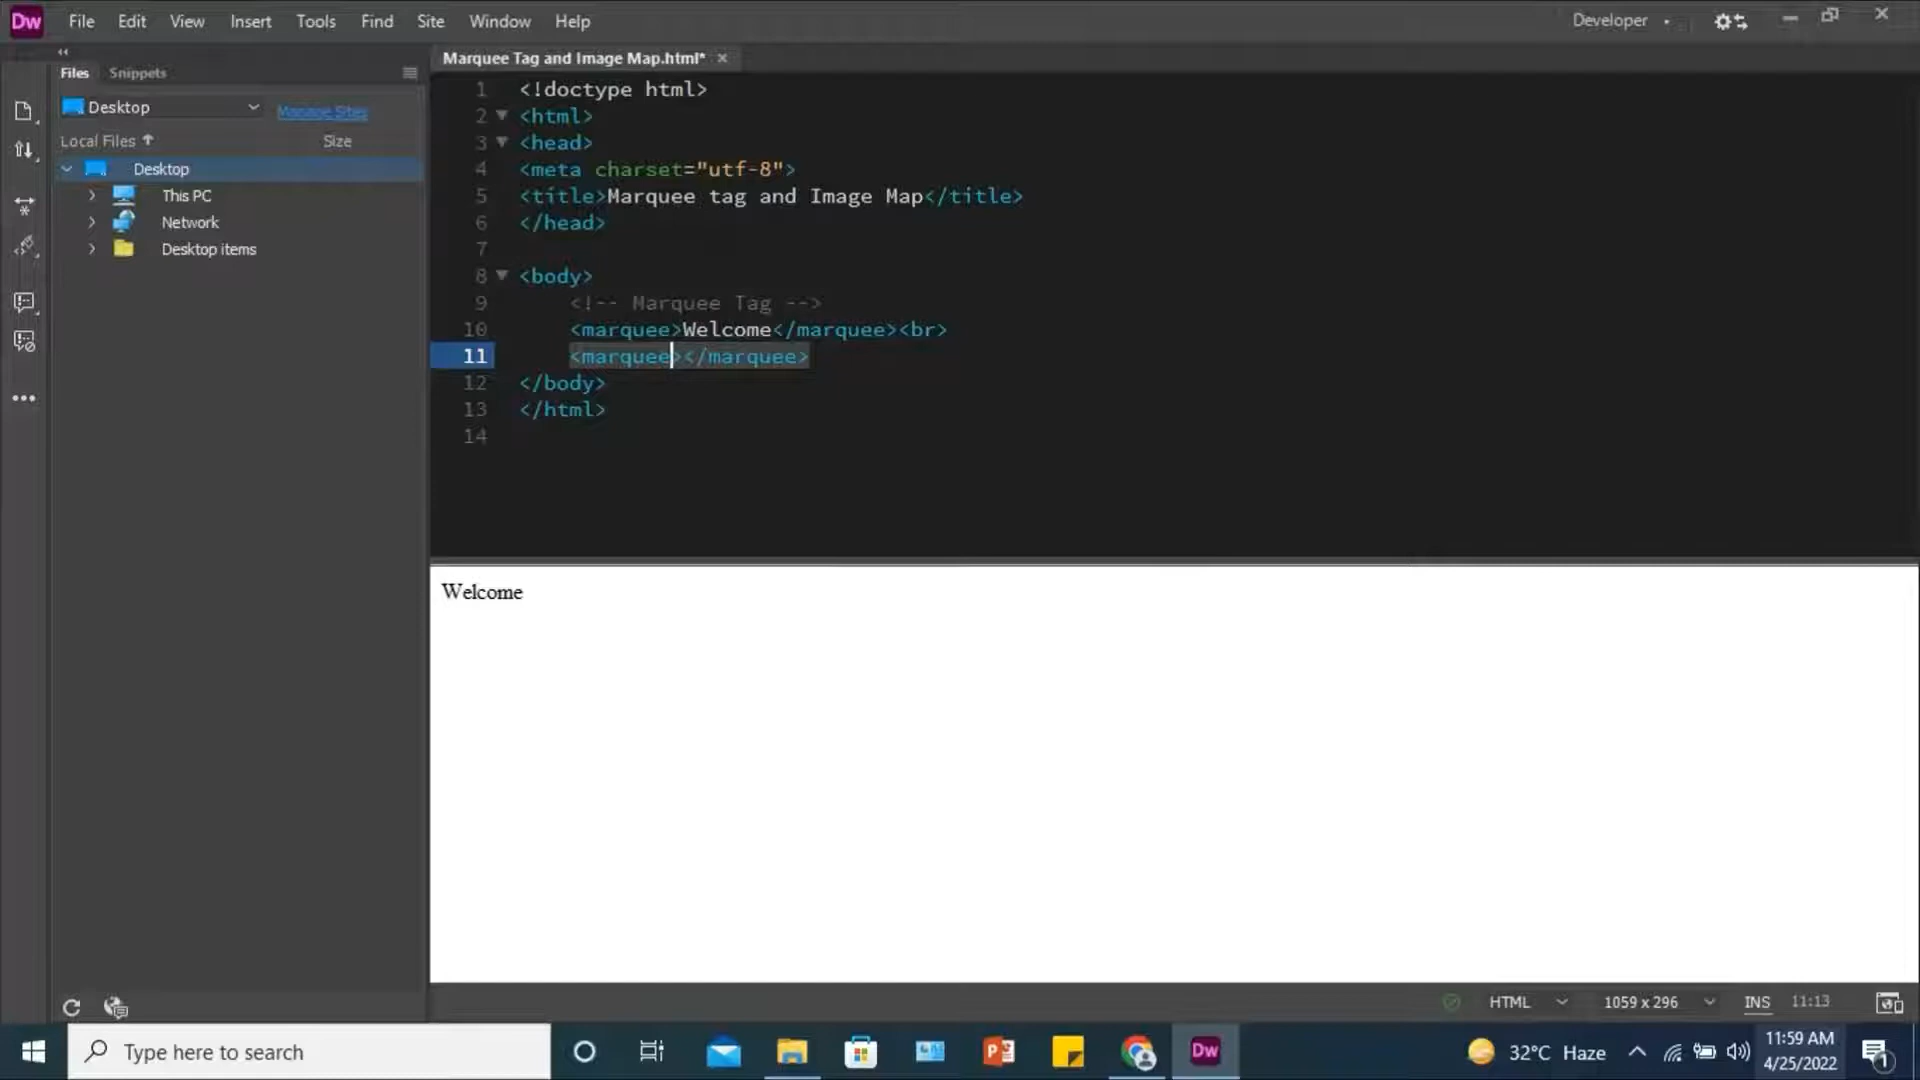 Dw File Edit View Insert Tools Find Site Window Help Developer
Files Snippets
Marquee Tag and Image Map.html*
Desktop Manage Sites
Local Files Size
Desktop
This PC
Network
Desktop items
1 <!doctype html>
2 <html>
3 <head>
4 <meta charset="utf-8">
5 <title>Marquee tag and Image Map</title>
6 </head>
7
8 <body>
9 <!-- Marquee Tag -->
10 <marquee>Welcome</marquee><br>
11 <marquee></marquee>
12 </body>
13 </html>
14
Welcome
HTML 1059 x 296 INS 11:13
Type here to search
Dw
32°C Haze
11:59 AM
4/25/2022
1